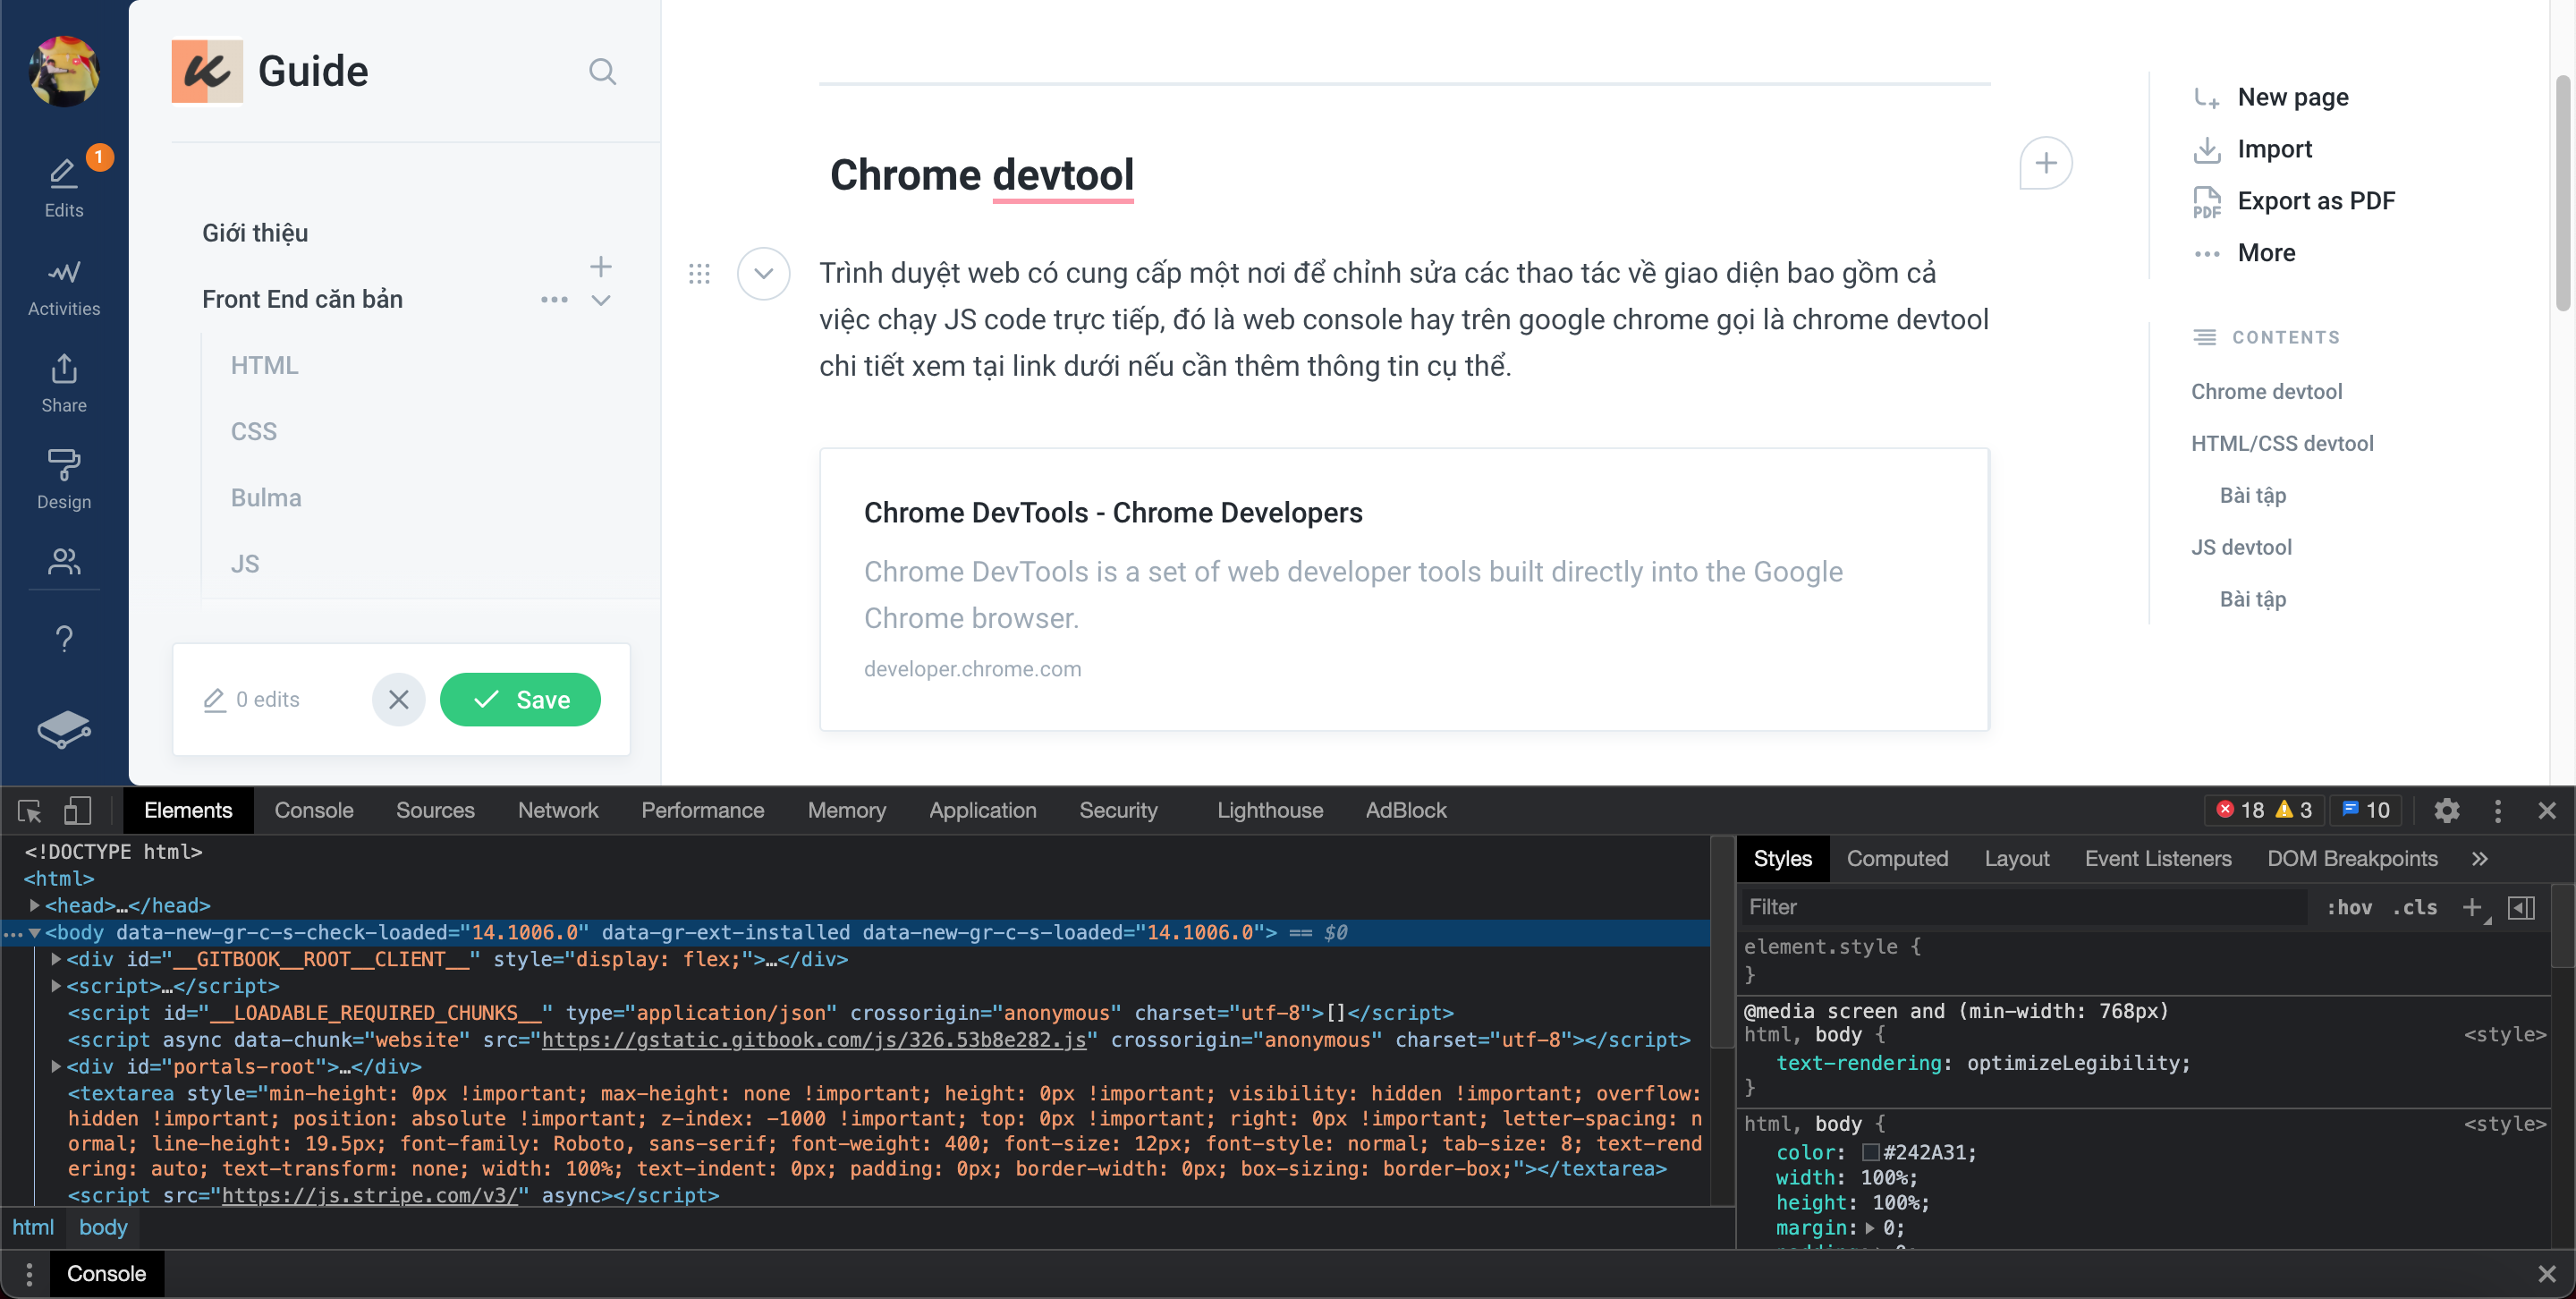 Guide
1
Edits
Activities
Share
Design
Giới thiệu
Front End căn bản
HTML
CSS
Bulma
JS
0 edits
Save
Chrome devtool
Trình duyệt web có cung cấp một nơi để chỉnh sửa các thao tác về giao diện bao gồm cả
việc chạy JS code trực tiếp, đó là web console hay trên google chrome gọi là chrome devtool
chi tiết xem tại link dưới nếu cần thêm thông tin cụ thể.
Chrome DevTools - Chrome Developers
Chrome DevTools is a set of web developer tools built directly into the Google
Chrome browser.
developer.chrome.com
New page
Import
PDF Export as PDF
More
CONTENTS
Chrome devtool
HTML/CSS devtool
Bài tập
JS devtool
Bài tập
Elements Console Sources Network Performance Memory Application Security Lighthouse AdBlock 18 3 10
<!DOCTYPE html>
<html>
<head>…</head>
<body data-new-gr-c-s-check-loaded="14.1006.0" data-gr-ext-installed data-new-gr-c-s-loaded="14.1006.0"> == $0
<div id="__GITBOOK__ROOT__CLIENT__" style="display: flex;">…</div>
<script>…</script>
<script id="__LOADABLE_REQUIRED_CHUNKS__" type="application/json" crossorigin="anonymous" charset="utf-8">[]</script>
<script async data-chunk="website" src="https://gstatic.gitbook.com/js/326.53b8e282.js" crossorigin="anonymous" charset="utf-8"></script>
<div id="portals-root">…</div>
<textarea style="min-height: 0px !important; max-height: none !important; height: 0px !important; visibility: hidden !important; overflow:
hidden !important; position: absolute !important; z-index: -1000 !important; top: 0px !important; right: 0px !important; letter-spacing: n
ormal; line-height: 19.5px; font-family: Roboto, sans-serif; font-weight: 400; font-size: 12px; font-style: normal; tab-size: 8; text-rend
ering: auto; text-transform: none; width: 100%; text-indent: 0px; padding: 0px; border-width: 0px; box-sizing: border-box;"></textarea>
<script src="https://js.stripe.com/v3/" async></script>
html body
Styles Computed Layout Event Listeners DOM Breakpoints »
Filter :hov .cls
element.style {
}
@media screen and (min-width: 768px)
html, body { <style>
text-rendering: optimizeLegibility;
}
html, body { <style>
color: #242A31;
width: 100%;
height: 100%;
margin: 0;
Console